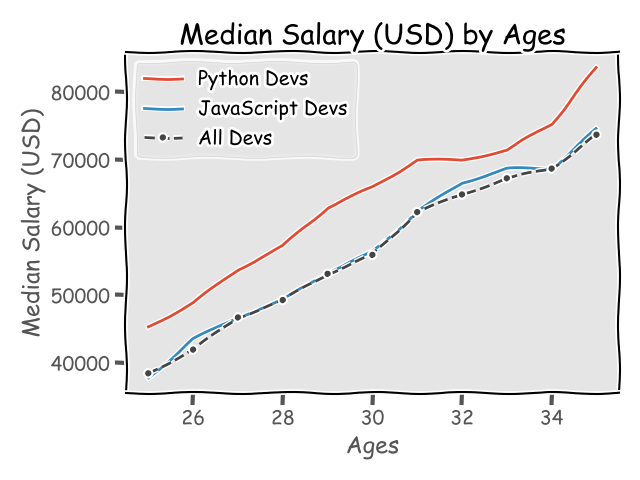 Median Salary (USD) by Ages
Python Devs
JavaScript Devs
All Devs
Median Salary (USD)
80000
70000
60000
50000
40000
26 28 30 32 34
Ages